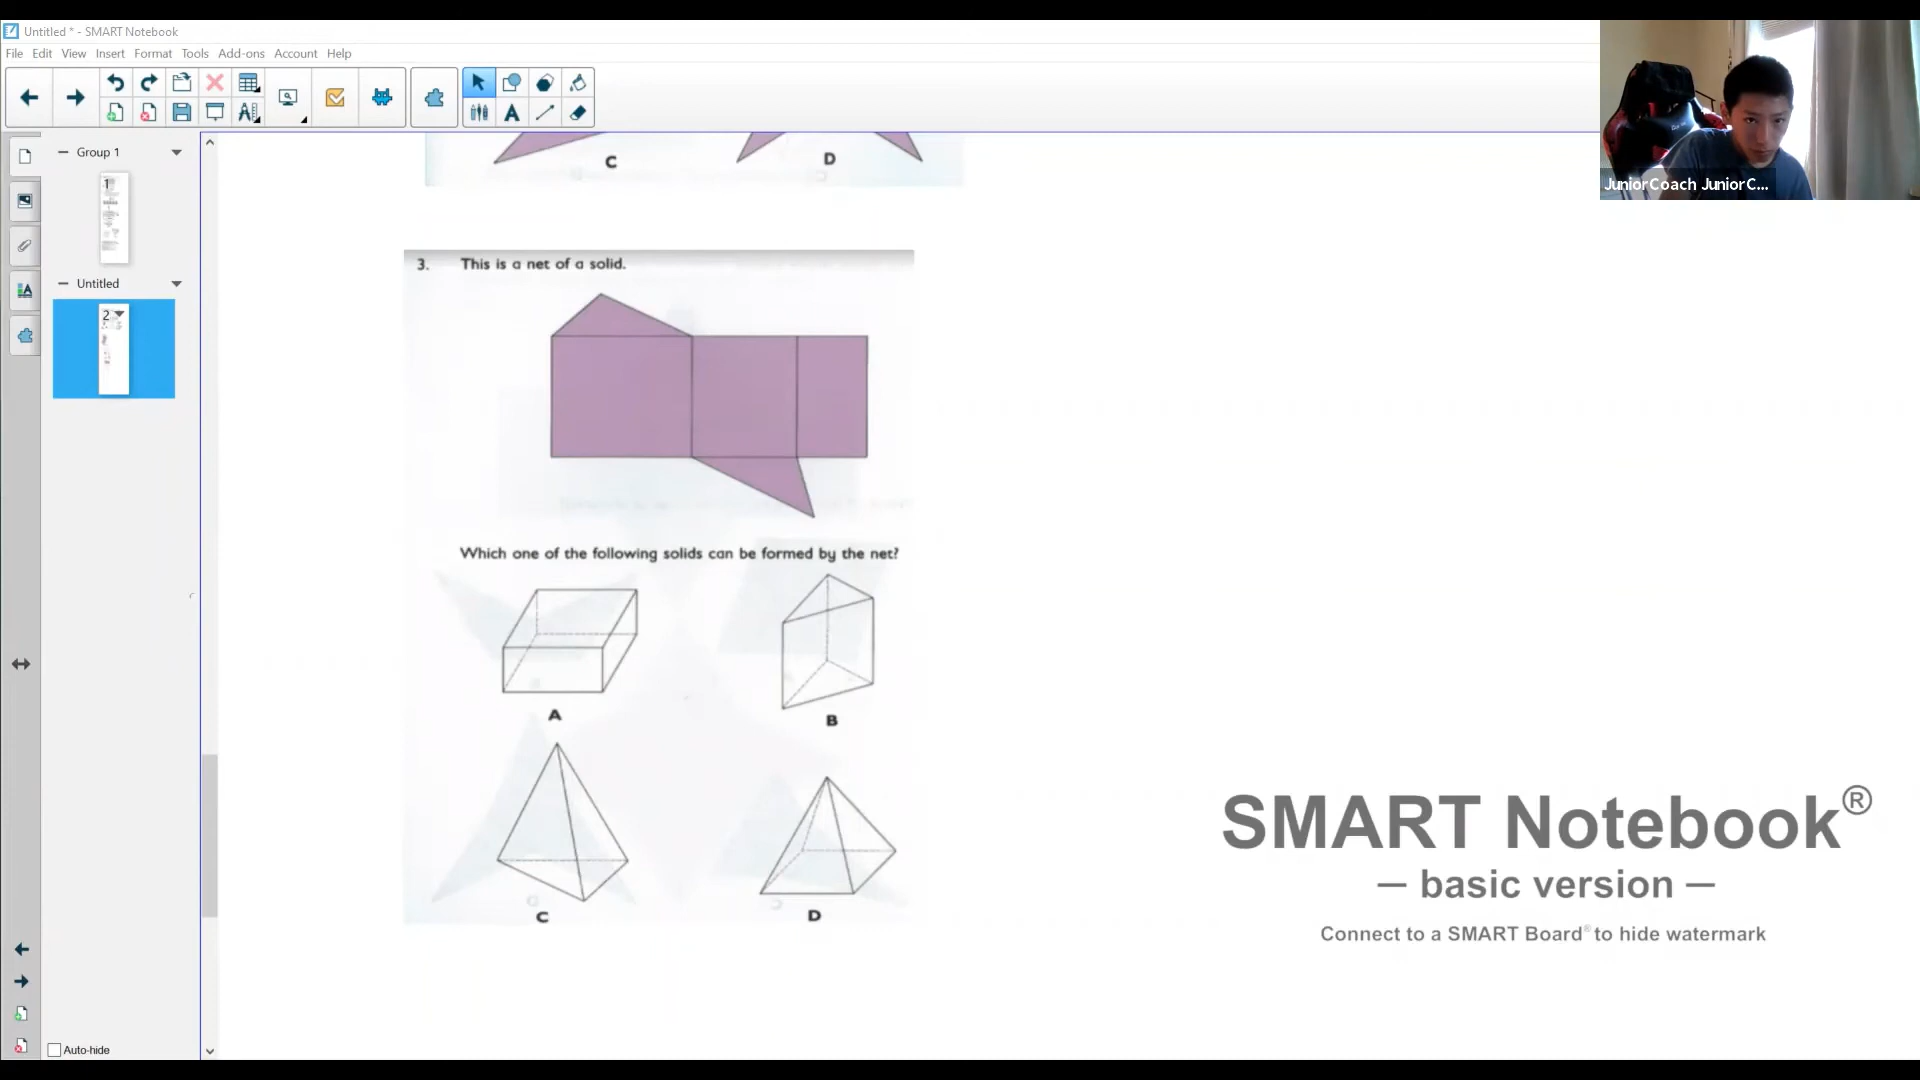 Untitled * - SMART Notebook
File Edit View Insert Format Tools Add-ons Account Help
Group 1
1
Untitled
2
C
D
3. This is a net of a solid.
Which one of the following solids can be formed by the net?
A
B
C
D
JuniorCoach JuniorC...
SMART Notebook®
— basic version —
Connect to a SMART Board® to hide watermark
Auto-hide